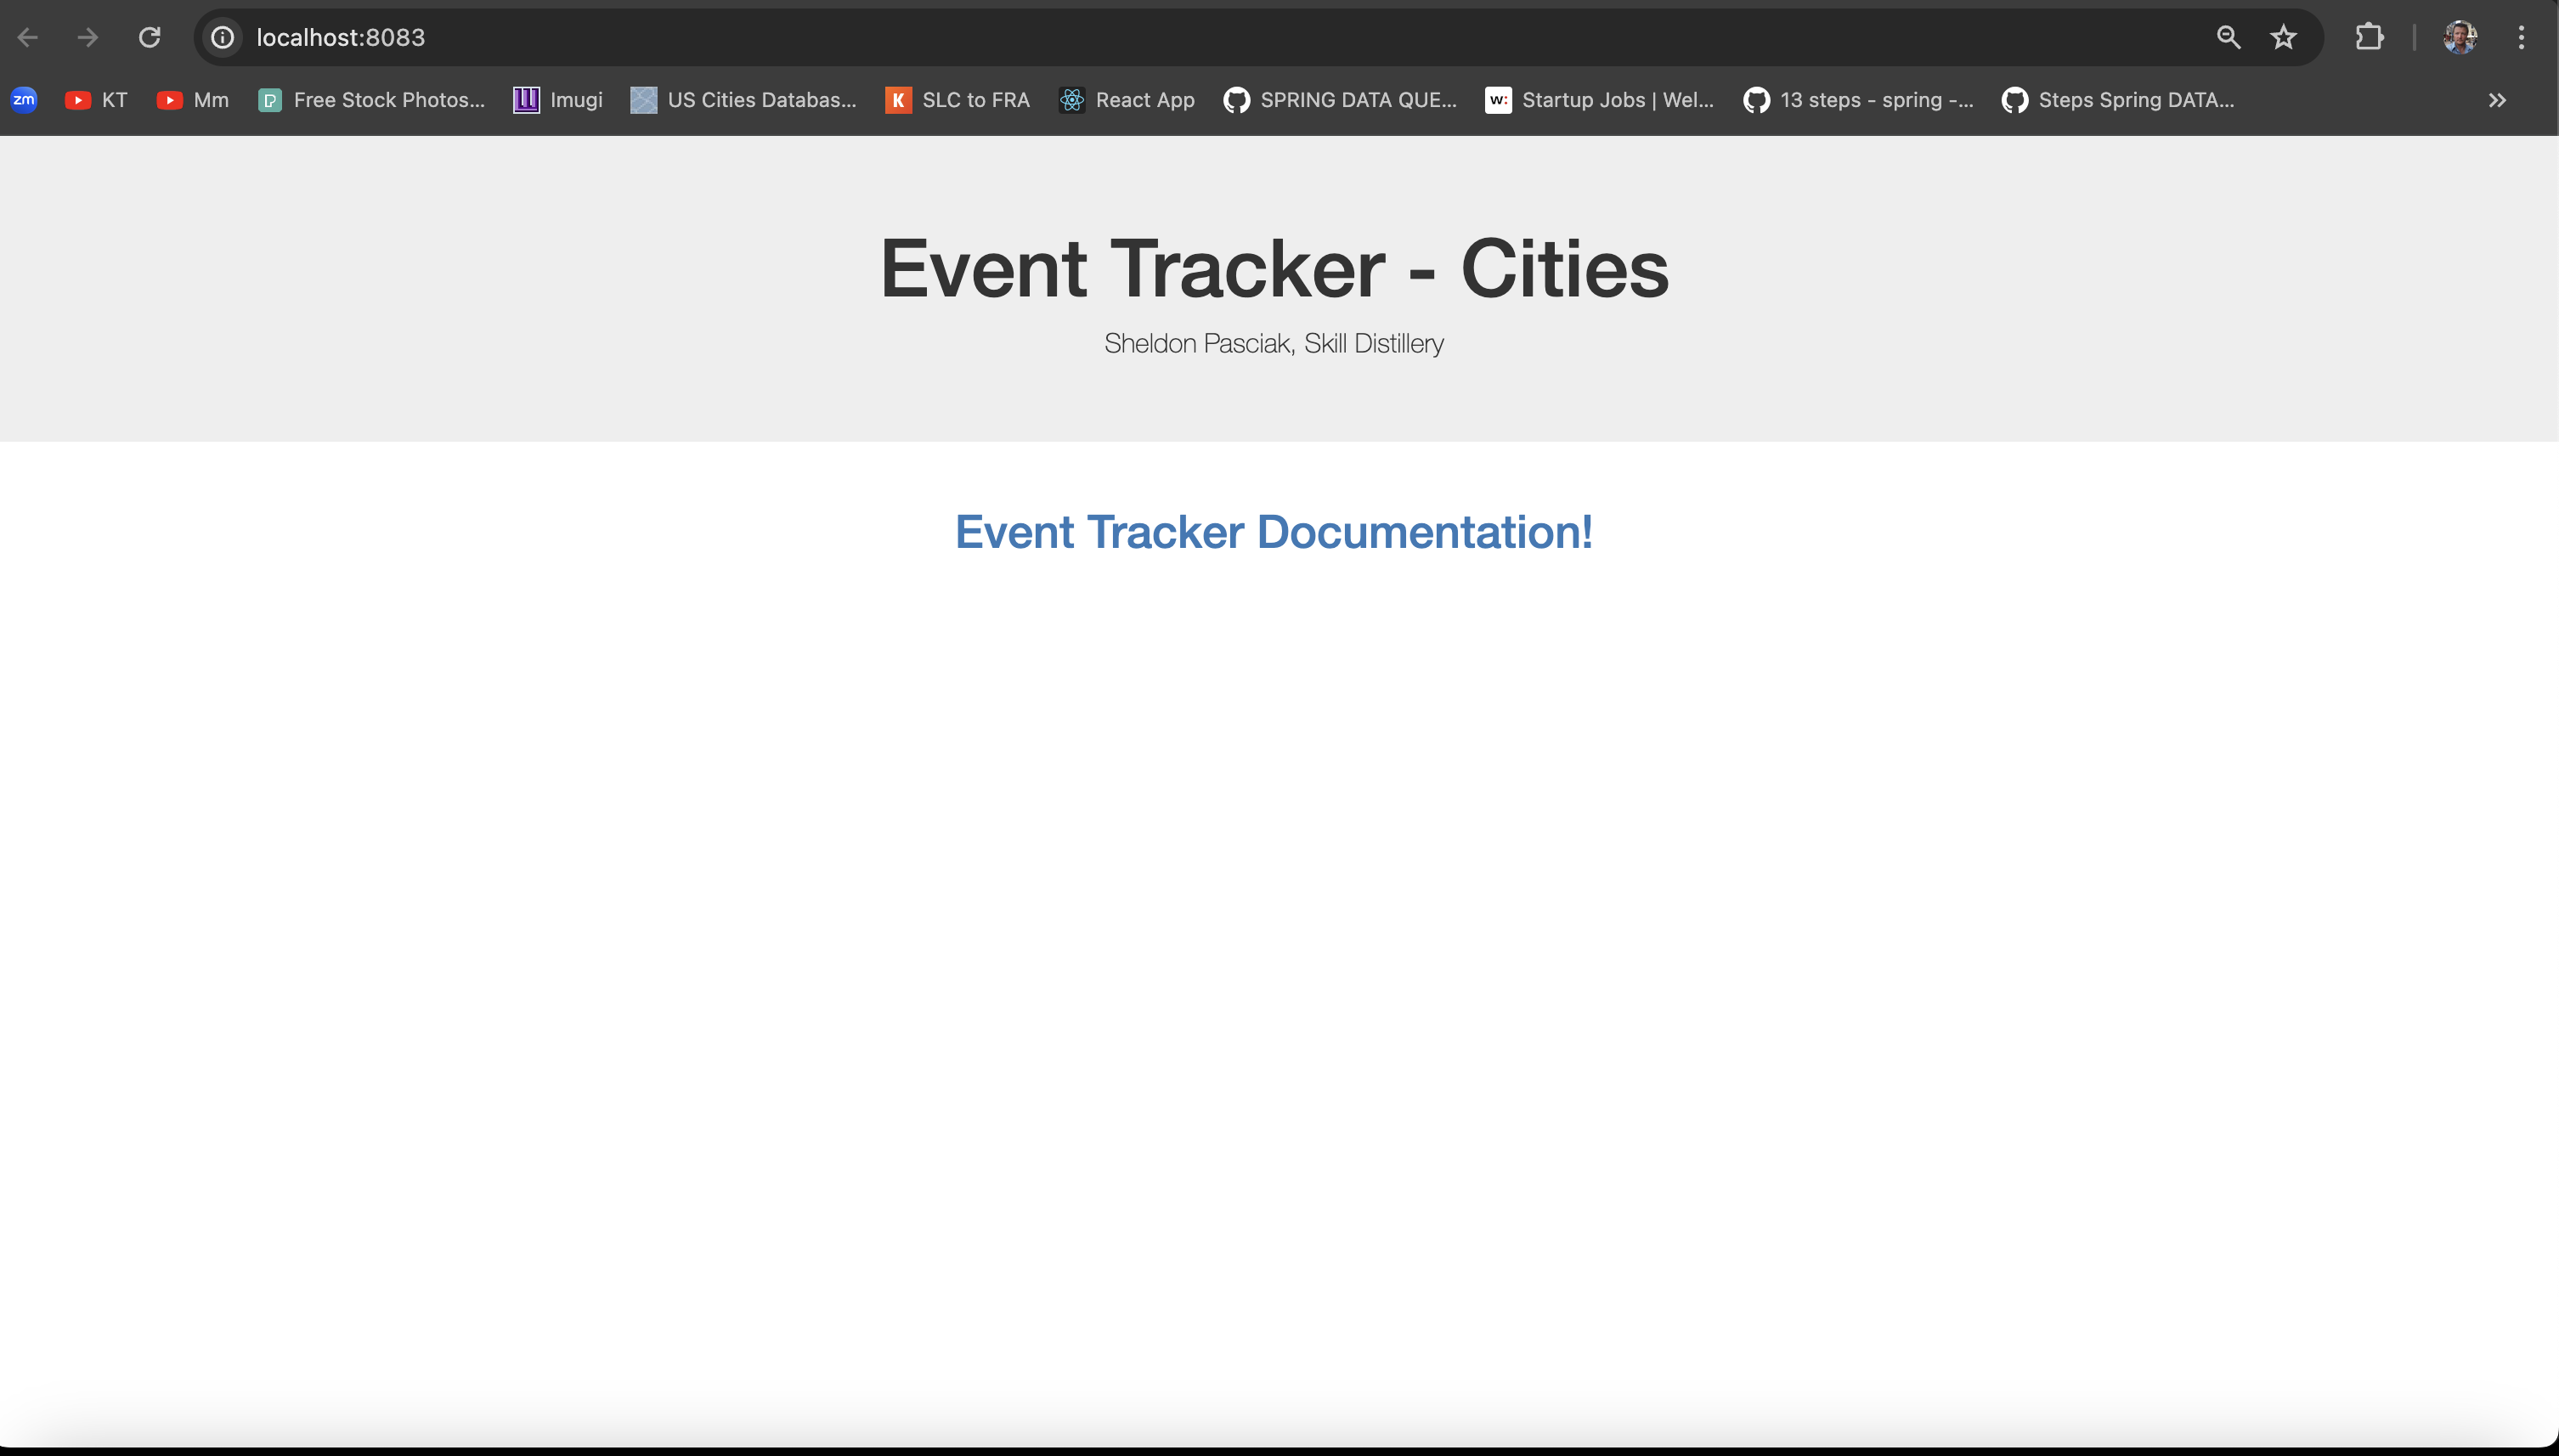 localhost:8083
zm KT Mm Free Stock Photos... Imugi US Cities Databas... K SLC to FRA React App SPRING DATA QUE... w: Startup Jobs | Wel... 13 steps - spring -... Steps Spring DATA...
Event Tracker - Cities
Sheldon Pasciak, Skill Distillery
Event Tracker Documentation!